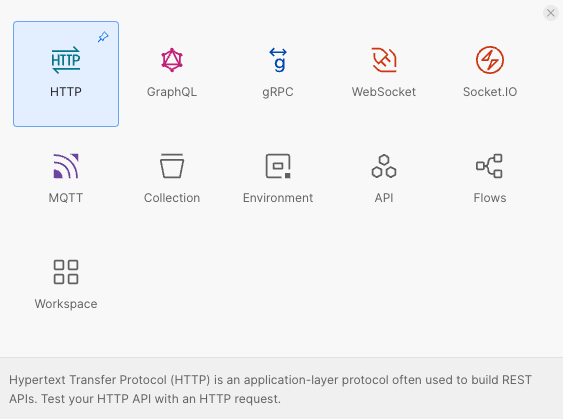 HTTP
HTTP
GraphQL
g
gRPC
WebSocket
Socket.IO
MQTT
Collection
Environment
API
Flows
Workspace
Hypertext Transfer Protocol (HTTP) is an application-layer protocol often used to build REST
APIs. Test your HTTP API with an HTTP request.